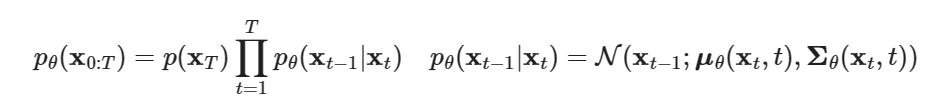 p_θ(𝐱_{0:T}) = p(𝐱_T) ∏_{t=1}^{T} p_θ(𝐱_{t−1}|𝐱_t)   p_θ(𝐱_{t−1}|𝐱_t) = 𝒩(𝐱_{t−1}; 𝝁_θ(𝐱_t, t), 𝚺_θ(𝐱_t, t))